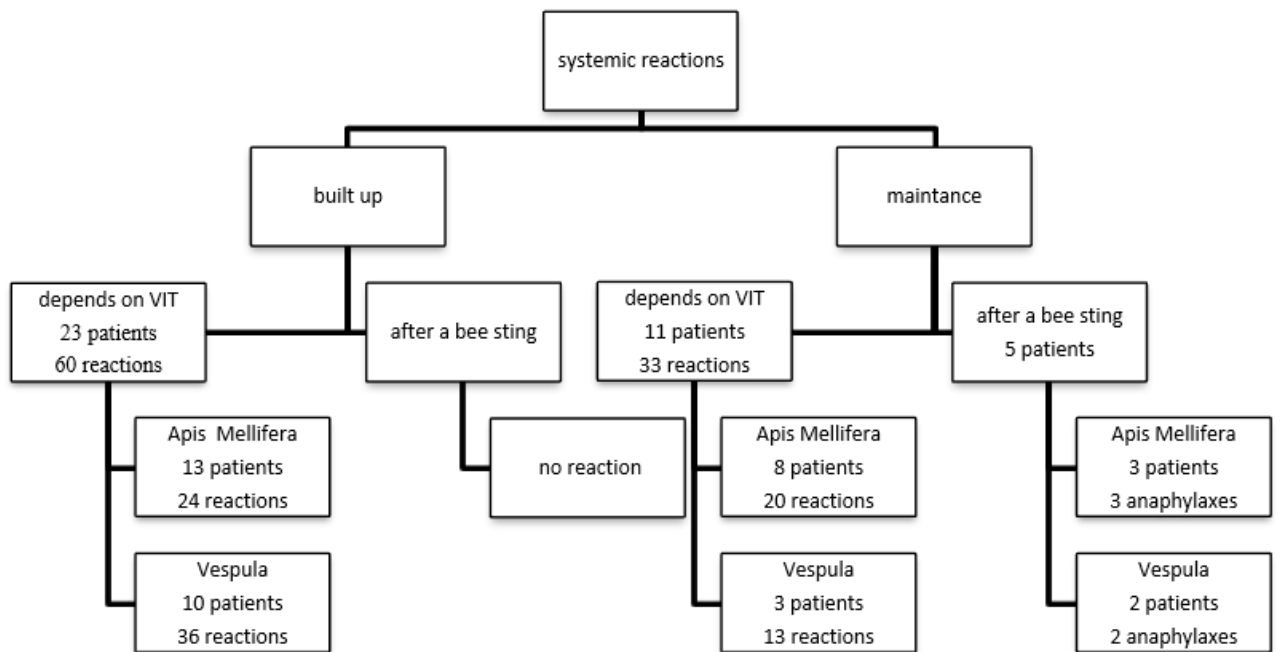 systemic reactions
built up
maintance
depends on VIT
23 patients
60 reactions
after a bee sting
depends on VIT
11 patients
33 reactions
after a bee sting
5 patients
Apis Mellifera
13 patients
24 reactions
no reaction
Apis Mellifera
8 patients
20 reactions
Apis Mellifera
3 patients
3 anaphylaxes
Vespula
10 patients
36 reactions
Vespula
3 patients
13 reactions
Vespula
2 patients
2 anaphylaxes